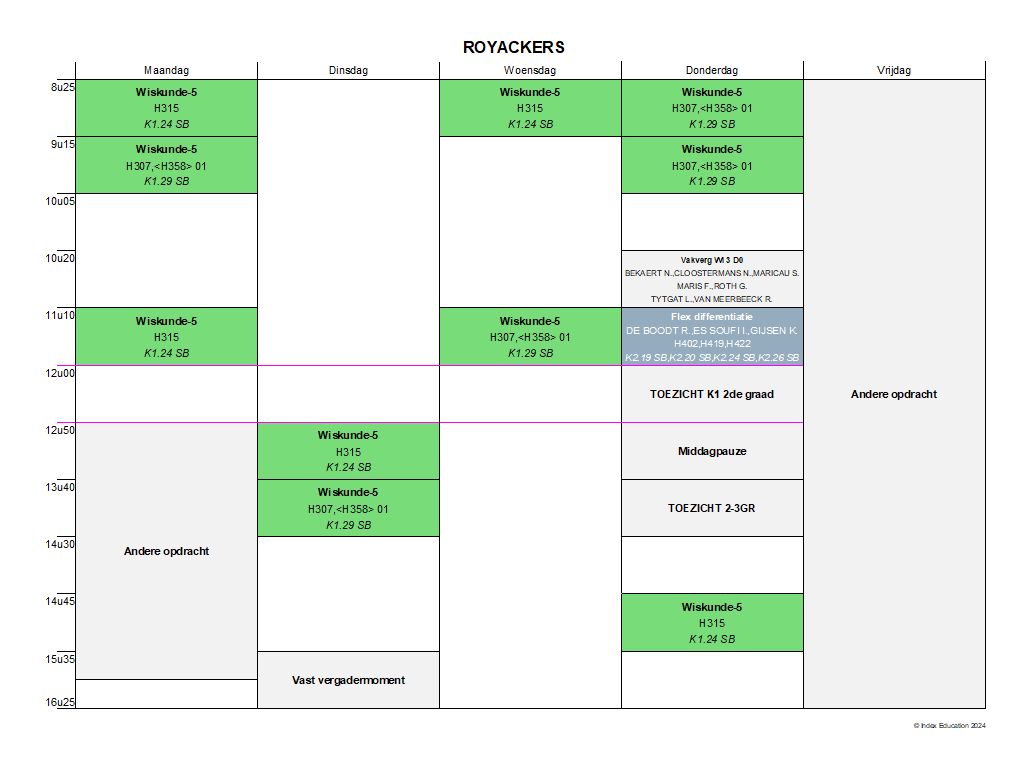 ROYACKERS
Maandag Dinsdag Woensdag Donderdag Vrijdag
8u25
Wiskunde-5
H315
K1.24 SB
Wiskunde-5
H315
K1.24 SB
Wiskunde-5
H307,<H358> 01
K1.29 SB
9u15
Wiskunde-5
H307,<H358> 01
K1.29 SB
Wiskunde-5
H307,<H358> 01
K1.29 SB
10u05
10u20
Vakverg WI 3 D0
BEKAERT N.,CLOOSTERMANS N.,MARICAU S.
MARIS F.,ROTH G.
TYTGAT L.,VAN MEERBEECK R.
11u10
Wiskunde-5
H315
K1.24 SB
Wiskunde-5
H307,<H358> 01
K1.29 SB
Flex differentiatie
DE BOODT R.,ES SOUFI I.,GIJSEN K.
H402,H419,H422
K2.19 SB,K2.20 SB,K2.24 SB,K2.26 SB
12u00
TOEZICHT K1 2de graad
Andere opdracht
12u50
Wiskunde-5
H315
K1.24 SB
Middagpauze
13u40
Wiskunde-5
H307,<H358> 01
K1.29 SB
TOEZICHT 2-3GR
14u30
Andere opdracht
14u45
Wiskunde-5
H315
K1.24 SB
15u35
Vast vergadermoment
16u25
© Index Education 2024